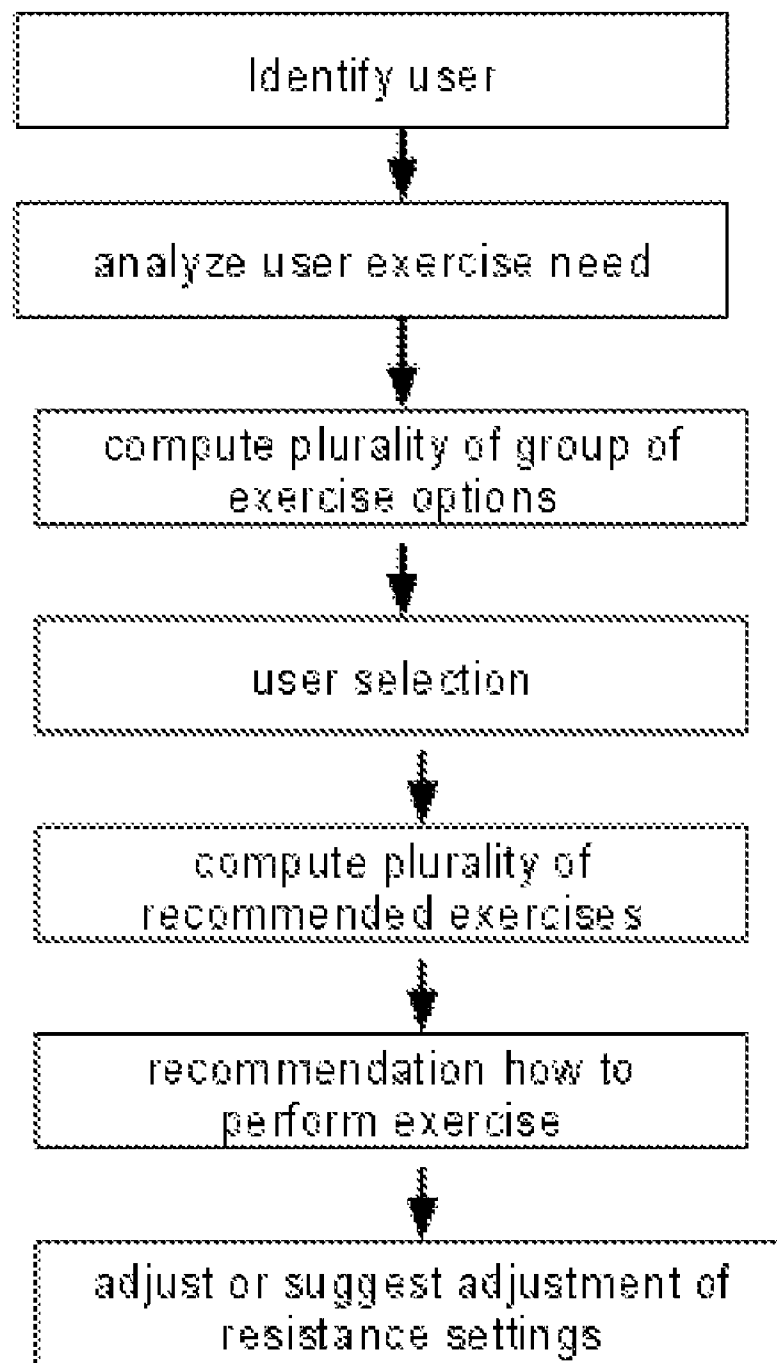 Identify user
analyze user exercise need
compute plurality of group of
exercise options
user selection
compute plurality of
recommended exercises
recommendation how to
perform exercise
adjust or suggest adjustment of
resistance settings